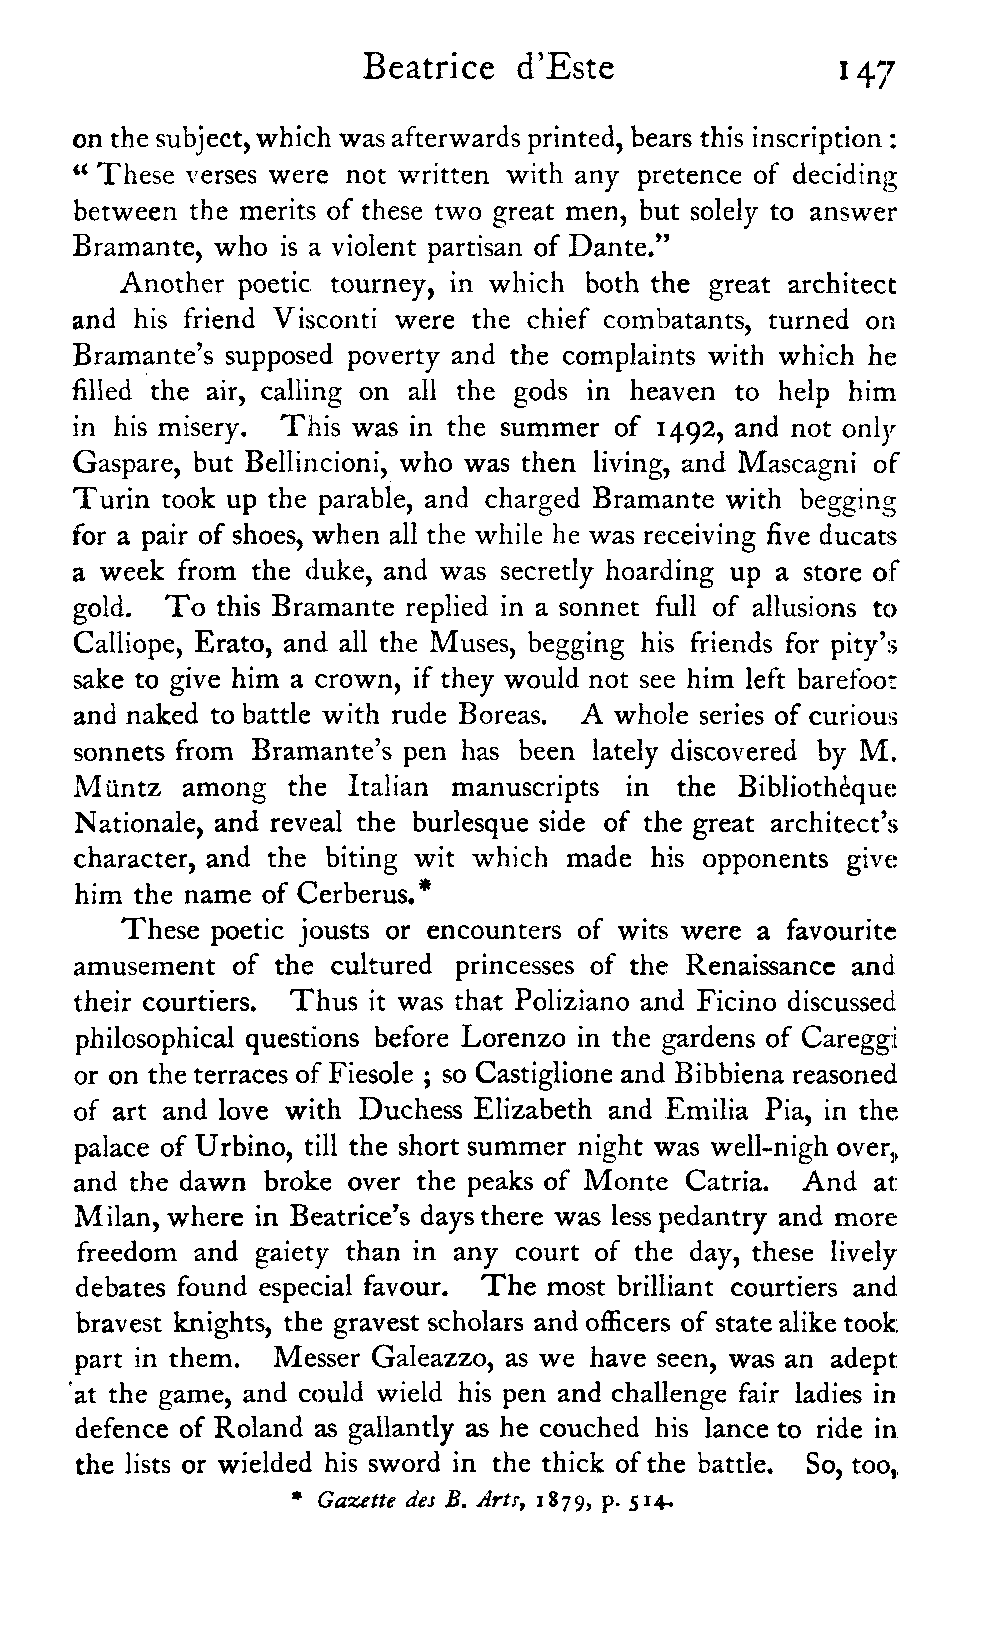 Beatrice d'Este 147
on the subject, which was afterwards printed, bears this inscription :
“ These verses were not written with any pretence of deciding
between the merits of these two great men, but solely to answer
Bramante, who is a violent partisan of Dante.”
Another poetic tourney, in which both the great architect
and his friend Visconti were the chief combatants, turned on
Bramante's supposed poverty and the complaints with which he
filled the air, calling on all the gods in heaven to help him
in his misery. This was in the summer of 1492, and not only
Gaspare, but Bellincioni, who was then living, and Mascagni of
Turin took up the parable, and charged Bramante with begging
for a pair of shoes, when all the while he was receiving five ducats
a week from the duke, and was secretly hoarding up a store of
gold. To this Bramante replied in a sonnet full of allusions to
Calliope, Erato, and all the Muses, begging his friends for pity's
sake to give him a crown, if they would not see him left barefoot
and naked to battle with rude Boreas. A whole series of curious
sonnets from Bramante's pen has been lately discovered by M.
Müntz among the Italian manuscripts in the Bibliothèque
Nationale, and reveal the burlesque side of the great architect's
character, and the biting wit which made his opponents give
him the name of Cerberus.*
These poetic jousts or encounters of wits were a favourite
amusement of the cultured princesses of the Renaissance and
their courtiers. Thus it was that Poliziano and Ficino discussed
philosophical questions before Lorenzo in the gardens of Careggi
or on the terraces of Fiesole ; so Castiglione and Bibbiena reasoned
of art and love with Duchess Elizabeth and Emilia Pia, in the
palace of Urbino, till the short summer night was well-nigh over,
and the dawn broke over the peaks of Monte Catria. And at
Milan, where in Beatrice's days there was less pedantry and more
freedom and gaiety than in any court of the day, these lively
debates found especial favour. The most brilliant courtiers and
bravest knights, the gravest scholars and officers of state alike took
part in them. Messer Galeazzo, as we have seen, was an adept
at the game, and could wield his pen and challenge fair ladies in
defence of Roland as gallantly as he couched his lance to ride in
the lists or wielded his sword in the thick of the battle. So, too,
* Gazette des B. Arts, 1879, p. 514.